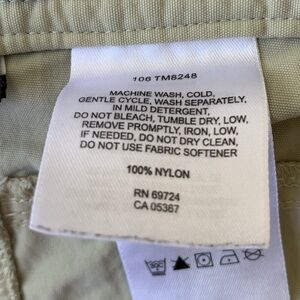 106 TM8248
MACHINE WASH, COLD,
GENTLE CYCLE, WASH SEPARATELY,
IN MILD DETERGENT,
DO NOT BLEACH, TUMBLE DRY, LOW,
REMOVE PROMPTLY, IRON, LOW,
IF NEEDED, DO NOT DRY CLEAN,
DO NOT USE FABRIC SOFTENER
100% NYLON
RN 69724
CA 05367